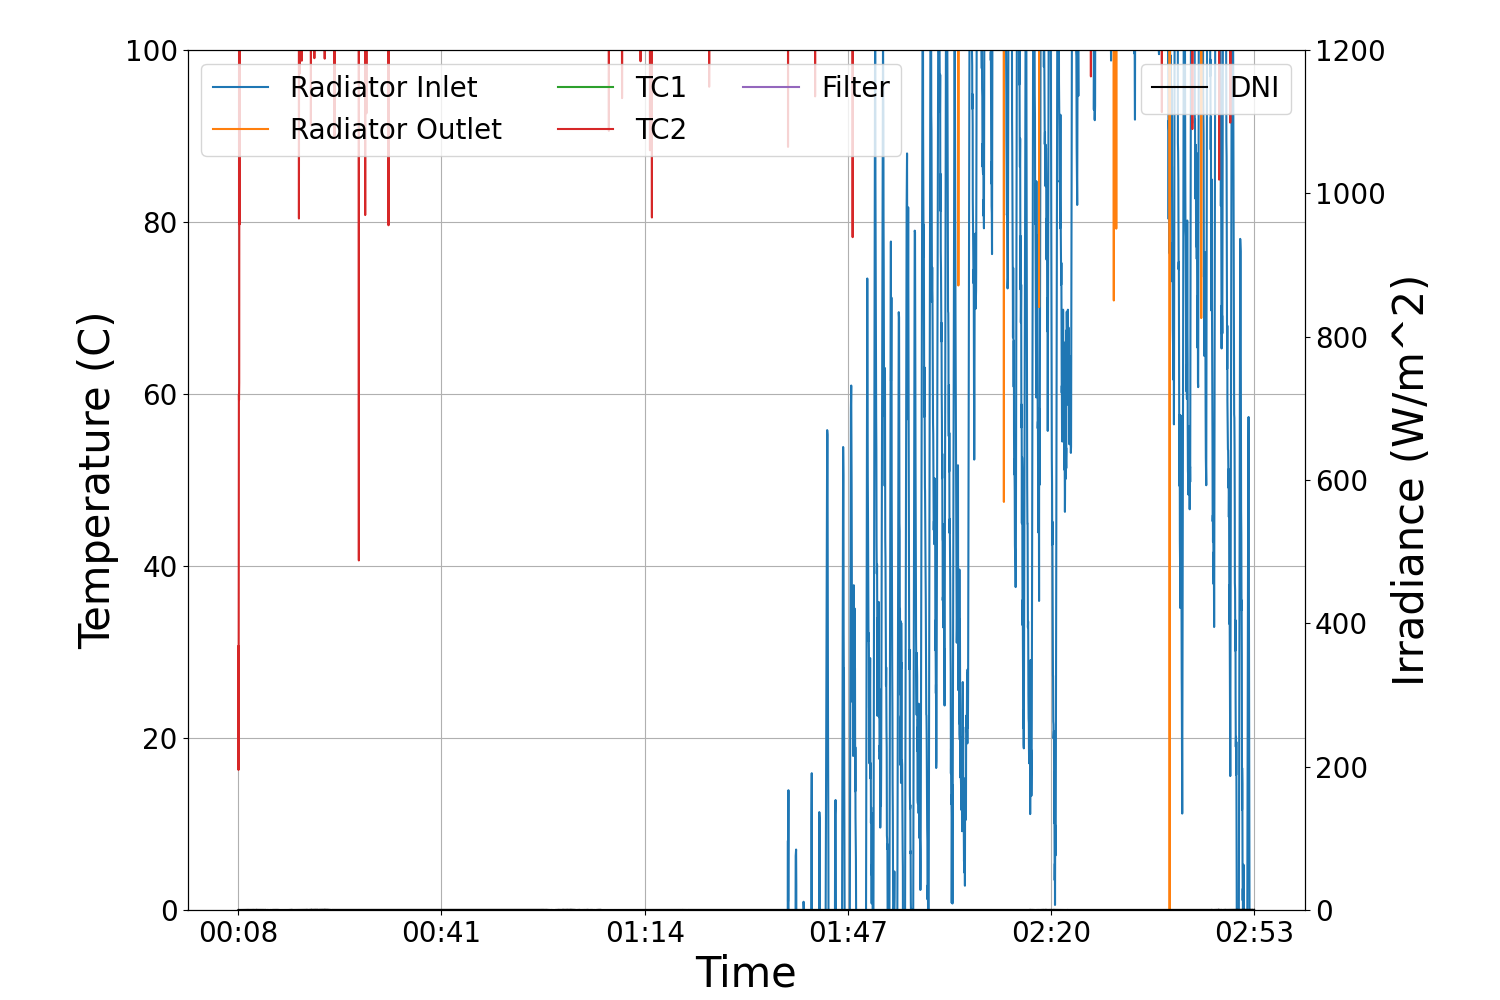 100
80
60
40
20
0
Temperature (C)
Radiator Inlet
Radiator Outlet
TC1
TC2
Filter
DNI
1200
1000
800
600
400
200
0
Irradiance (W/m^2)
00:08
00:41
01:14
01:47
02:20
02:53
Time